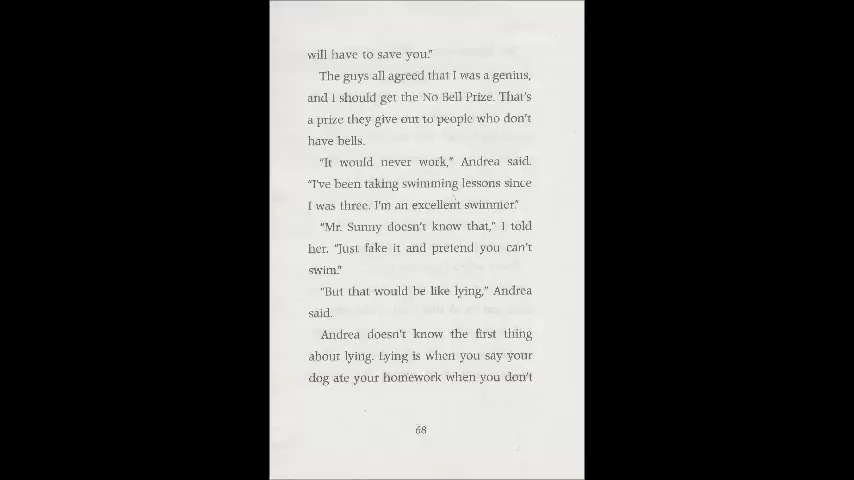 will have to save you."
The guys all agreed that I was a genius,
and I should get the No Bell Prize. That's
a prize they give out to people who don't
have bells.
"It would never work," Andrea said.
"I've been taking swimming lessons since
I was three. I'm an excellent swimmer."
"Mr. Sunny doesn't know that," I told
her. "Just fake it and pretend you can't
swim."
"But that would be like lying," Andrea
said.
Andrea doesn't know the first thing
about lying. Lying is when you say your
dog ate your homework when you don't
68